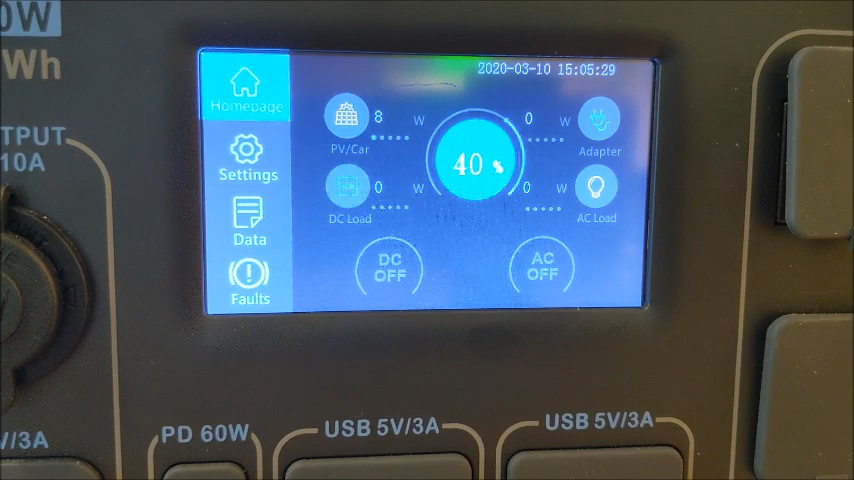 0W
Wh
TPUT
10A
V/3A
2020-03-10 15:05:29
Homepage
Settings
Data
Faults
8 W
PV/Car
0 W
DC Load
40 %
0 W
Adapter
0 W
AC Load
DC
OFF
AC
OFF
PD 60W
USB 5V/3A
USB 5V/3A